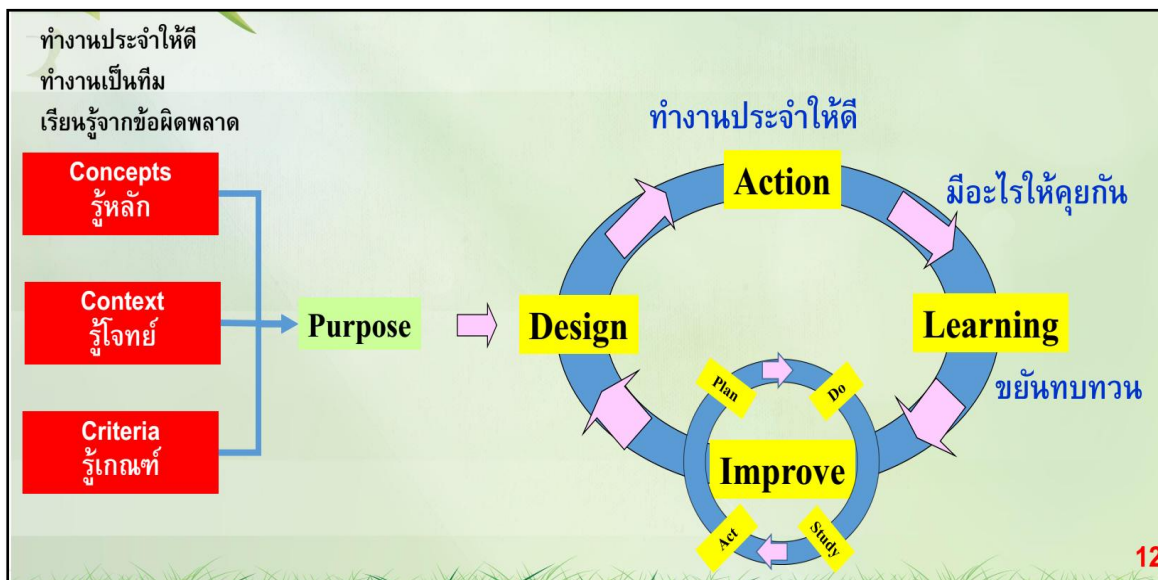 ทำงานประจำให้ดี
ทำงานเป็นทีม
เรียนรู้จากข้อผิดพลาด
Concepts
รู้หลัก
Context
รู้โจทย์
Criteria
รู้เกณฑ์
Purpose
ทำงานประจำให้ดี
Action
มีอะไรให้คุยกัน
Design
Learning
ขยันทบทวน
Plan
Do
Improve
Act
Study
12